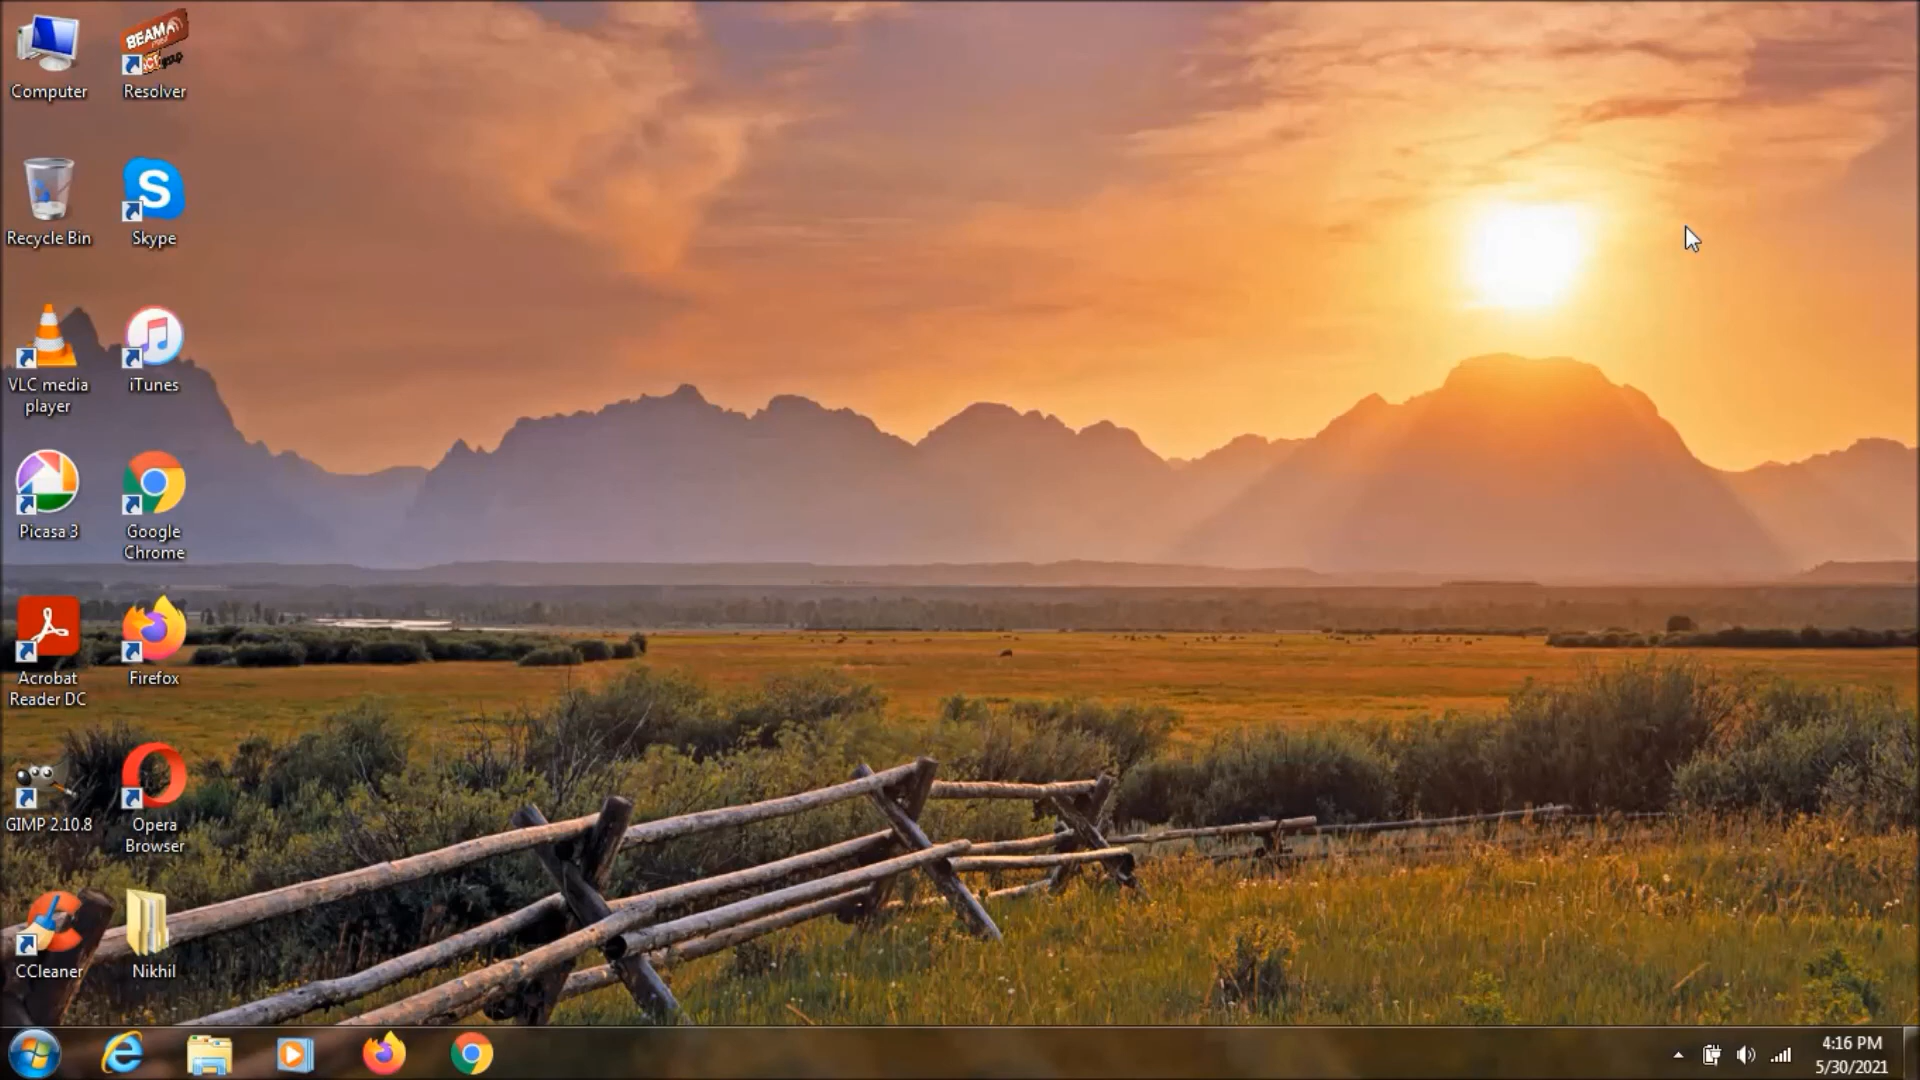 Computer
BEAM
Resolver
Recycle Bin
S
Skype
VLC media
player
iTunes
Picasa 3
Google
Chrome
Acrobat
Reader DC
Firefox
GIMP 2.10.8
Opera
Browser
CCleaner
Nikhil
4:16 PM
5/30/2021